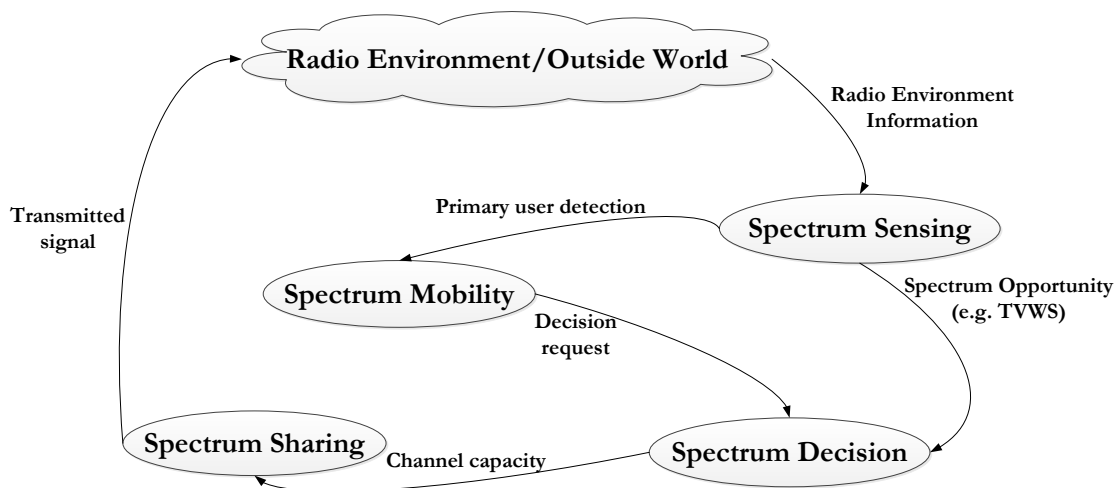 Radio Environment/Outside World
Radio Environment
Information
Transmitted
signal
Primary user detection
Spectrum Sensing
Spectrum Mobility
Spectrum Opportunity
(e.g. TVWS)
Decision
request
Spectrum Sharing
Channel capacity
Spectrum Decision